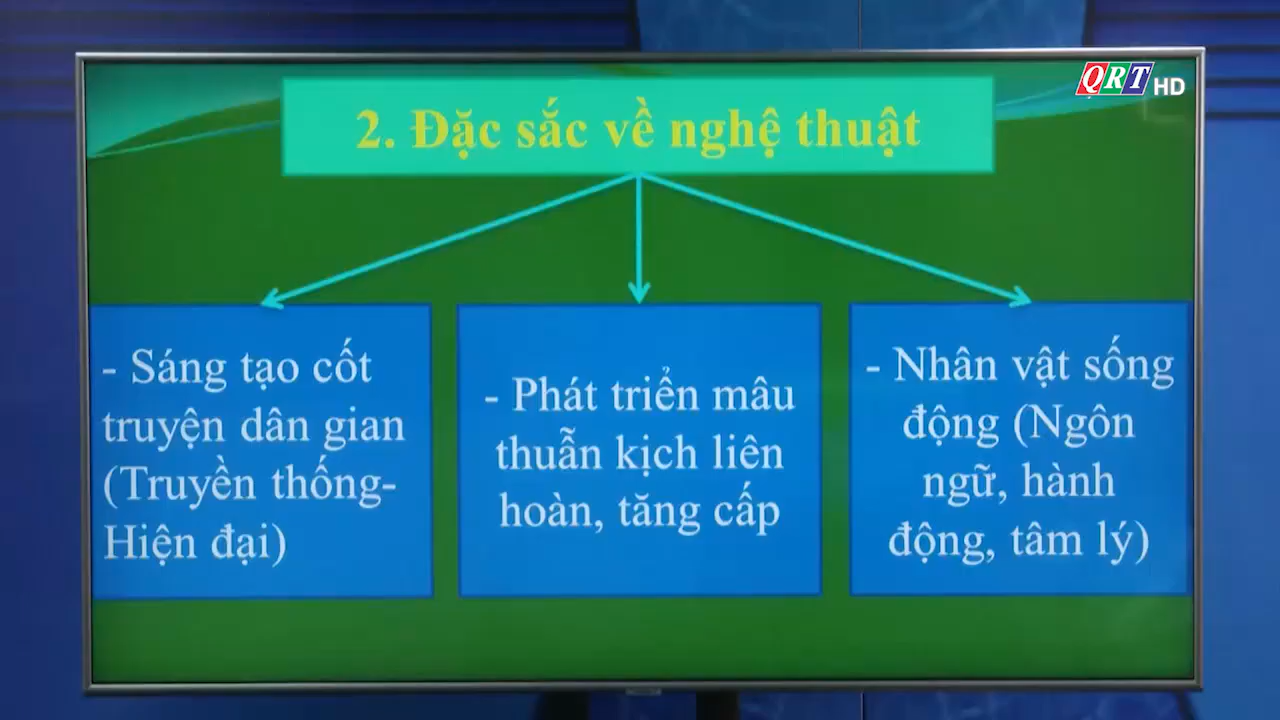 QRT HD
2. Đặc sắc về nghệ thuật
- Sáng tạo cốt
truyện dân gian
(Truyền thống-
Hiện đại)
- Phát triển mâu
thuẫn kịch liên
hoàn, tăng cấp
- Nhân vật sống
động (Ngôn
ngữ, hành
động, tâm lý)